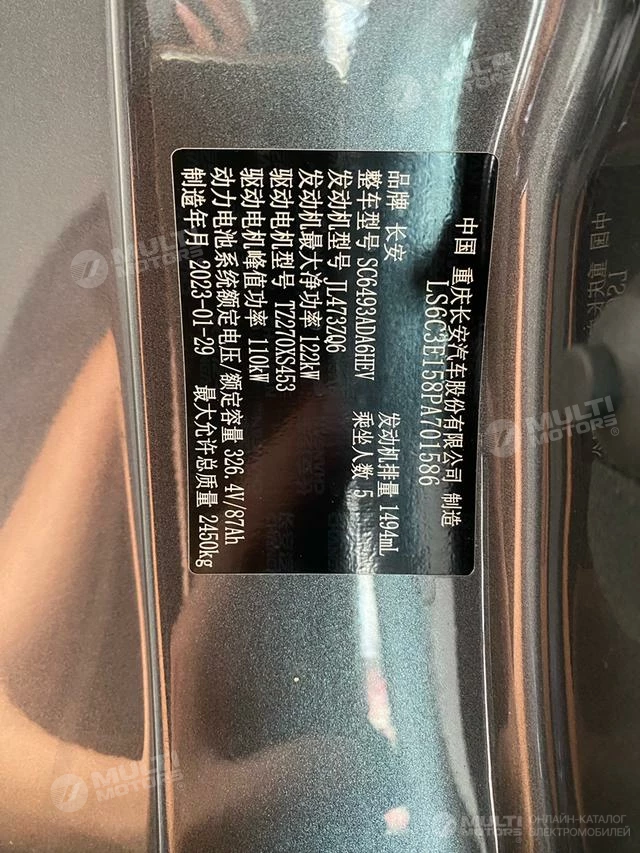 中国 重庆长安汽车股份有限公司 制造
LS6C3E158PA701586
品牌 长安
整车型号 SC6493ADA6HEV 乘坐人数 5
发动机型号 JL473ZQ6 发动机排量 1494mL
发动机最大净功率 122kW
驱动电机型号 TZ270XS453
驱动电机峰值功率 110kW
动力电池系统额定电压/额定容量 326.4V/87Ah
制造年月 2023-01-29 最大允许总质量 2450kg
MULTI MOTORS®
MULTI MOTORS®
MULTI MOTORS®
MULTI MOTORS®
MULTI MOTORS
ОНЛАЙН-КАТАЛОГ
ЭЛЕКТРОМОБИЛЕЙ